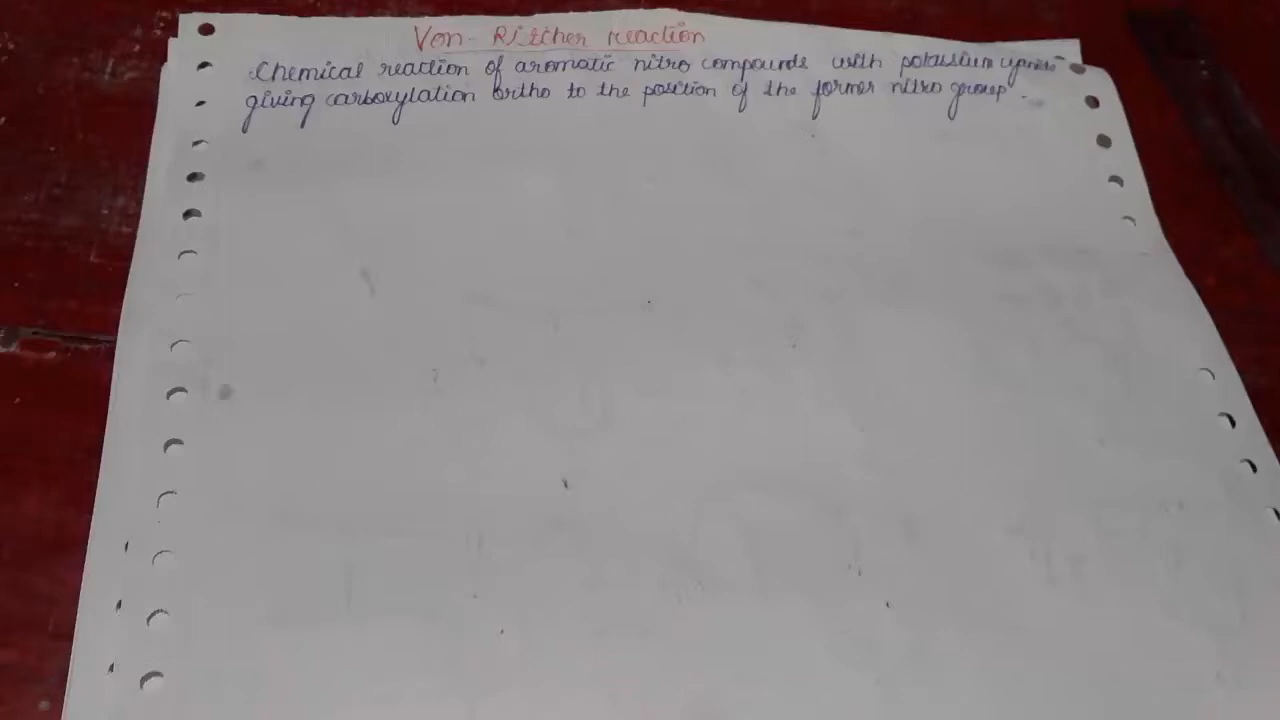 Von-Ritcher reaction
Chemical reaction of aromatic nitro compounds with potassium cyanide
giving carboxylation ortho to the position of the former nitro group.